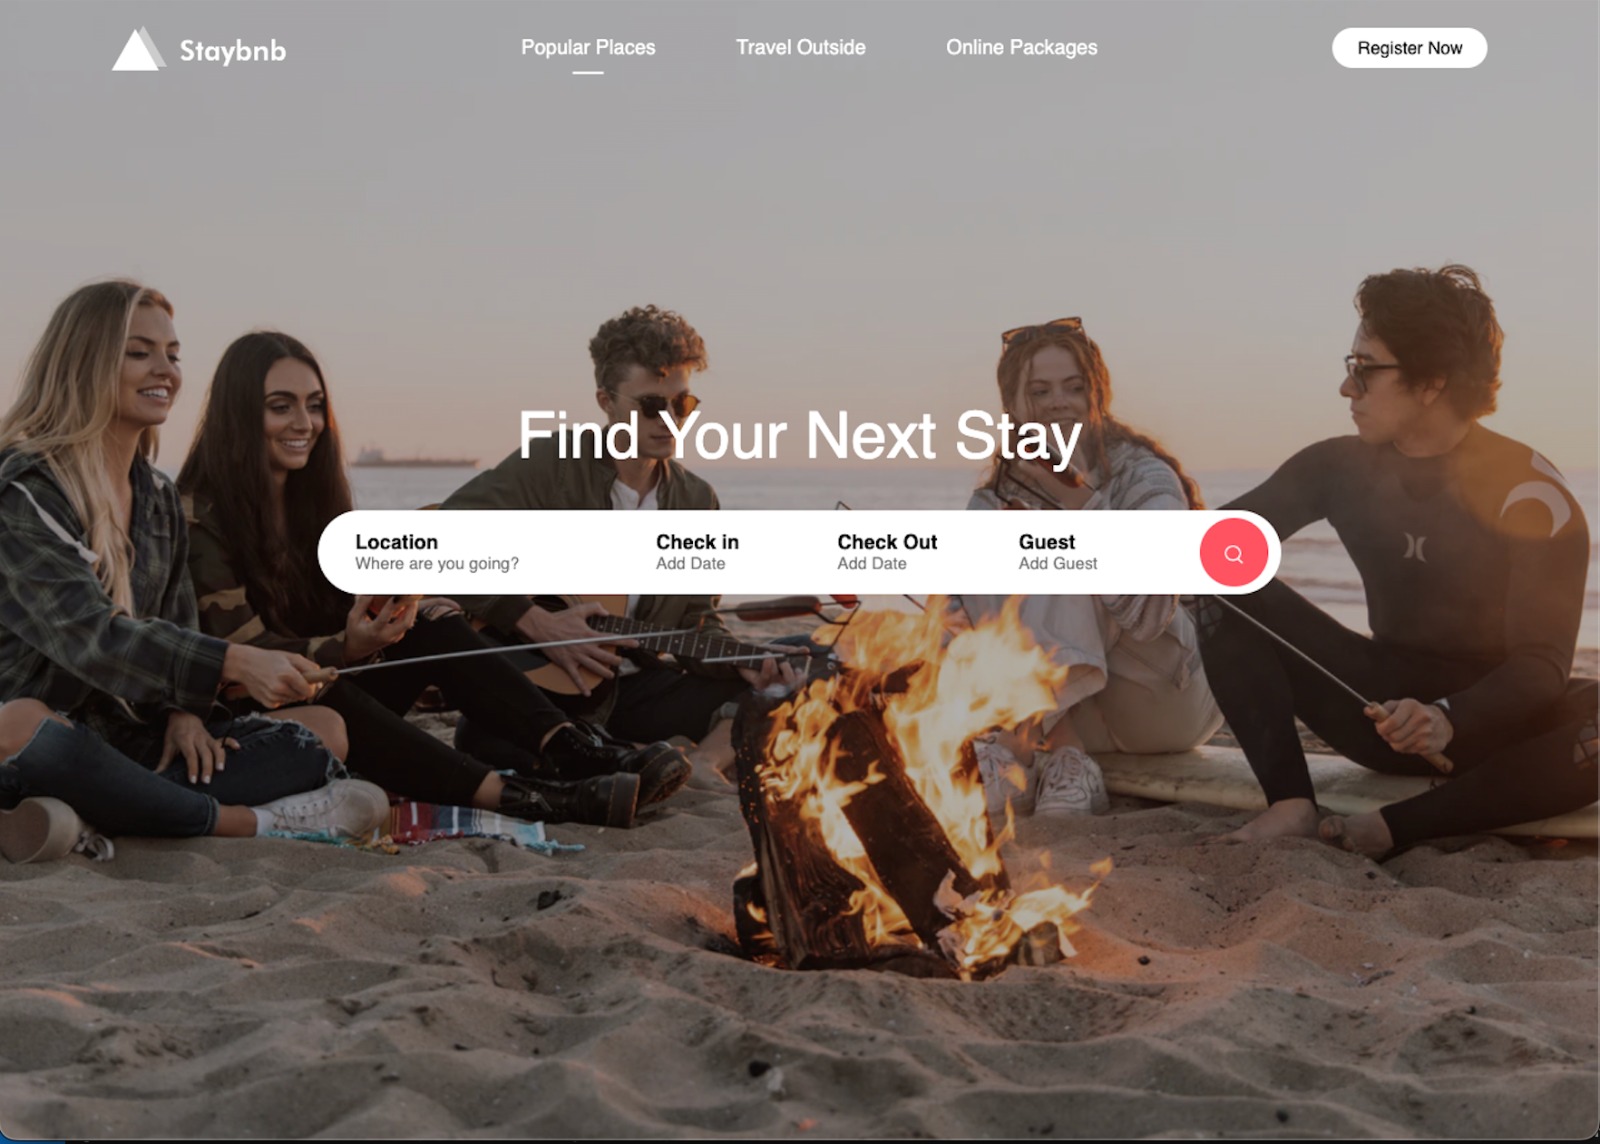 Staybnb
Popular Places
Travel Outside
Online Packages
Register Now
Find Your Next Stay
Location
Where are you going?
Check in
Add Date
Check Out
Add Date
Guest
Add Guest